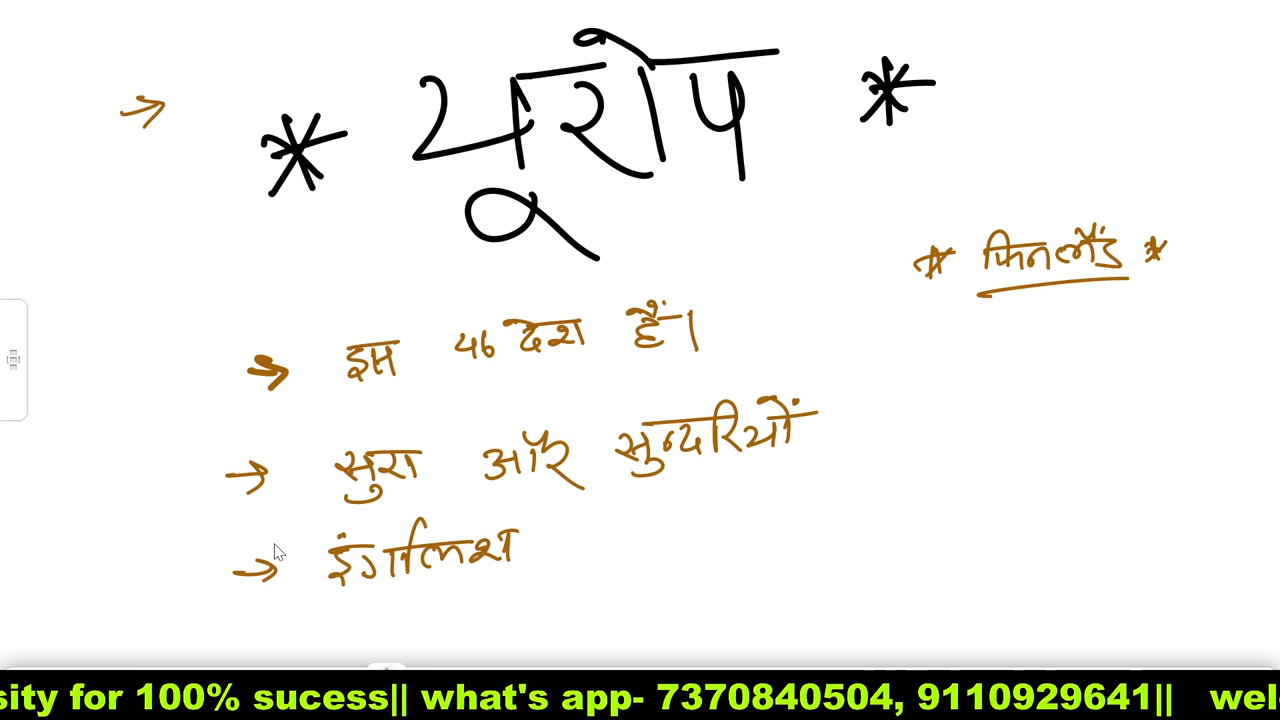 * यूरोप *
* फिनलैंड *
इस 46 देश हैं।
सुरा और सुन्दरियों
इंगलिश
sity for 100% sucess|| what's app- 7370840504, 9110929641|| wel